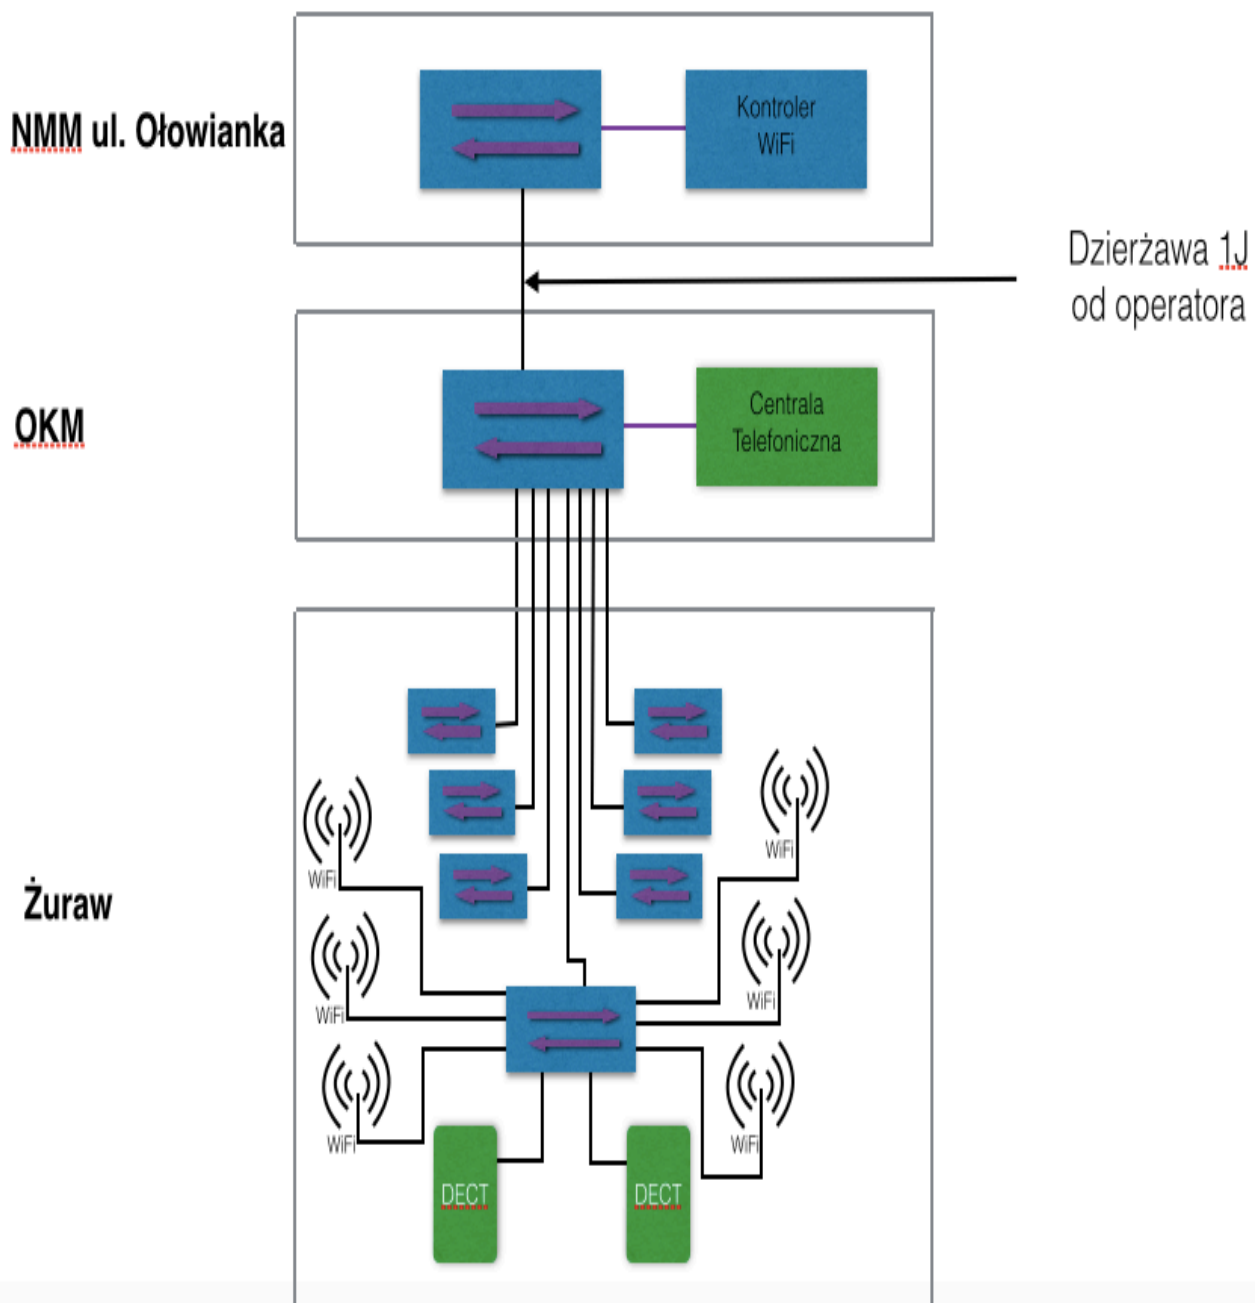 NMM ul. Ołowianka
Kontroler
WiFi
Dzierżawa 1J
od operatora
OKM
Centrala
Telefoniczna
Żuraw
WiFi
WiFi
WiFi
WiFi
WiFi
WiFi
DECT
DECT